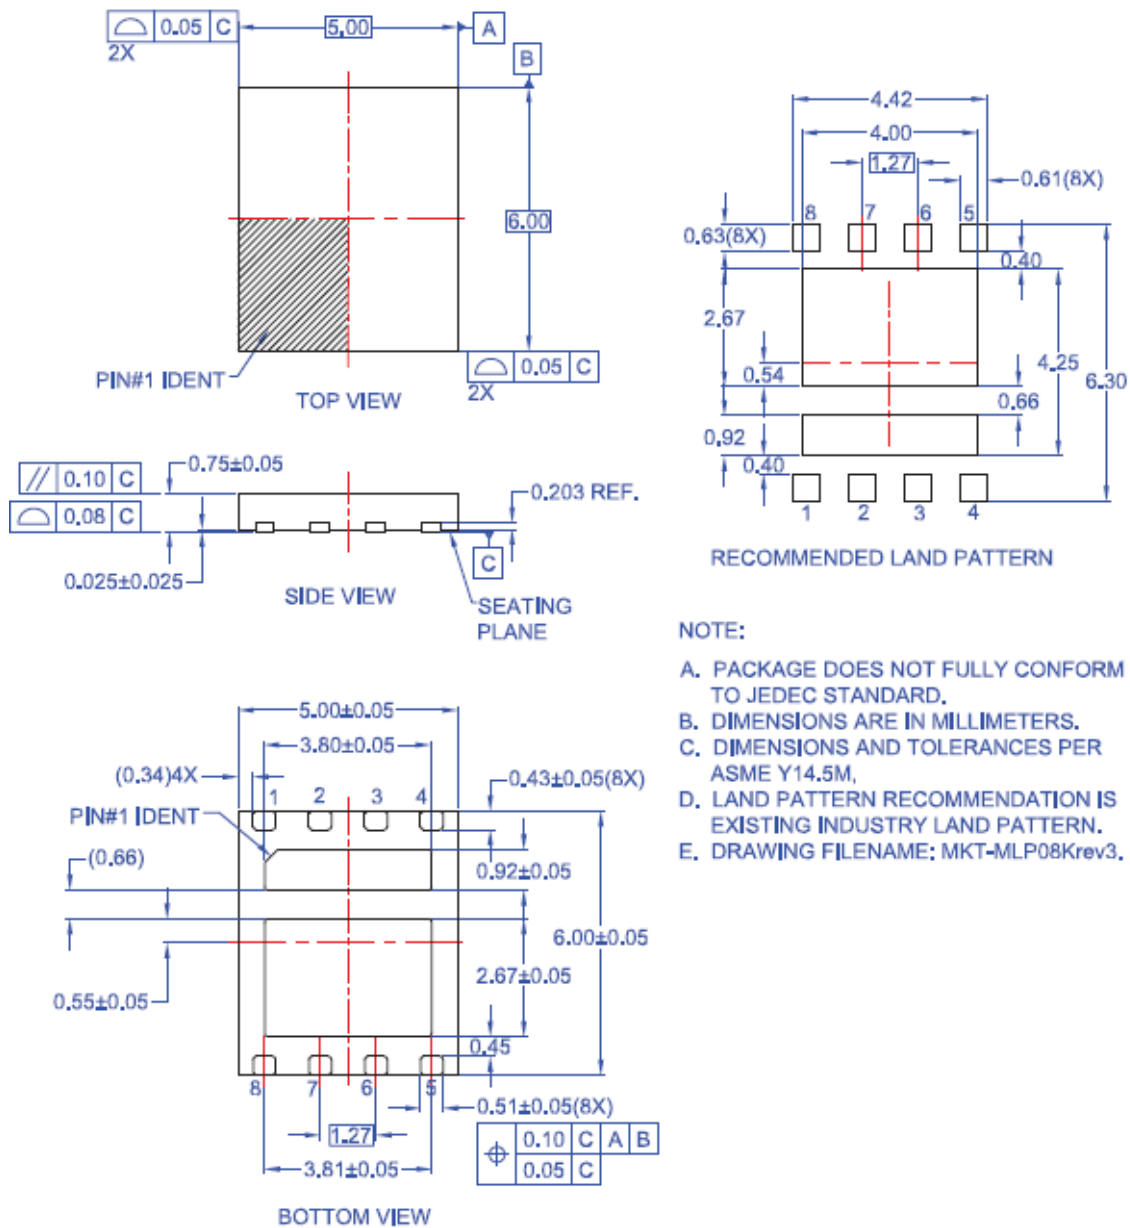 0.05 C
2X
5.00
A
B
6.00
PIN#1 IDENT
0.05 C
2X
TOP VIEW
4.42
4.00
1.27
0.61(8X)
8 7 6 5
0.63(8X)
0.40
2.67
0.54
4.25
6.30
0.66
0.92
0.40
1 2 3 4
RECOMMENDED LAND PATTERN
// 0.10 C
0.08 C
0.75±0.05
0.203 REF.
0.025±0.025
C
SIDE VIEW
SEATING
PLANE
NOTE:
A. PACKAGE DOES NOT FULLY CONFORM
TO JEDEC STANDARD.
B. DIMENSIONS ARE IN MILLIMETERS.
C. DIMENSIONS AND TOLERANCES PER
ASME Y14.5M.
D. LAND PATTERN RECOMMENDATION IS
EXISTING INDUSTRY LAND PATTERN.
E. DRAWING FILENAME: MKT-MLP08Krev3.
5.00±0.05
3.80±0.05
(0.34)4X
0.43±0.05(8X)
1 2 3 4
PIN#1 IDENT
(0.66)
0.92±0.05
6.00±0.05
2.67±0.05
0.55±0.05
0.45
8 7 6 5
0.51±0.05(8X)
1.27
0.10 C A B
0.05 C
3.81±0.05
BOTTOM VIEW